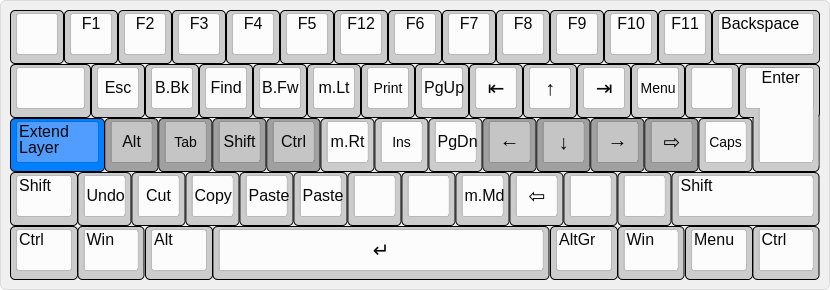 F1 F2 F3 F4 F5 F12 F6 F7 F8 F9 F10 F11 Backspace
Esc B.Bk Find B.Fw m.Lt Print PgUp ⇤ ↑ ⇥ Menu Enter
Extend
Layer
Alt Tab Shift Ctrl m.Rt Ins PgDn ← ↓ → ⇨ Caps
Shift Undo Cut Copy Paste Paste m.Md ⇦ Shift
Ctrl Win Alt ↵ AltGr Win Menu Ctrl